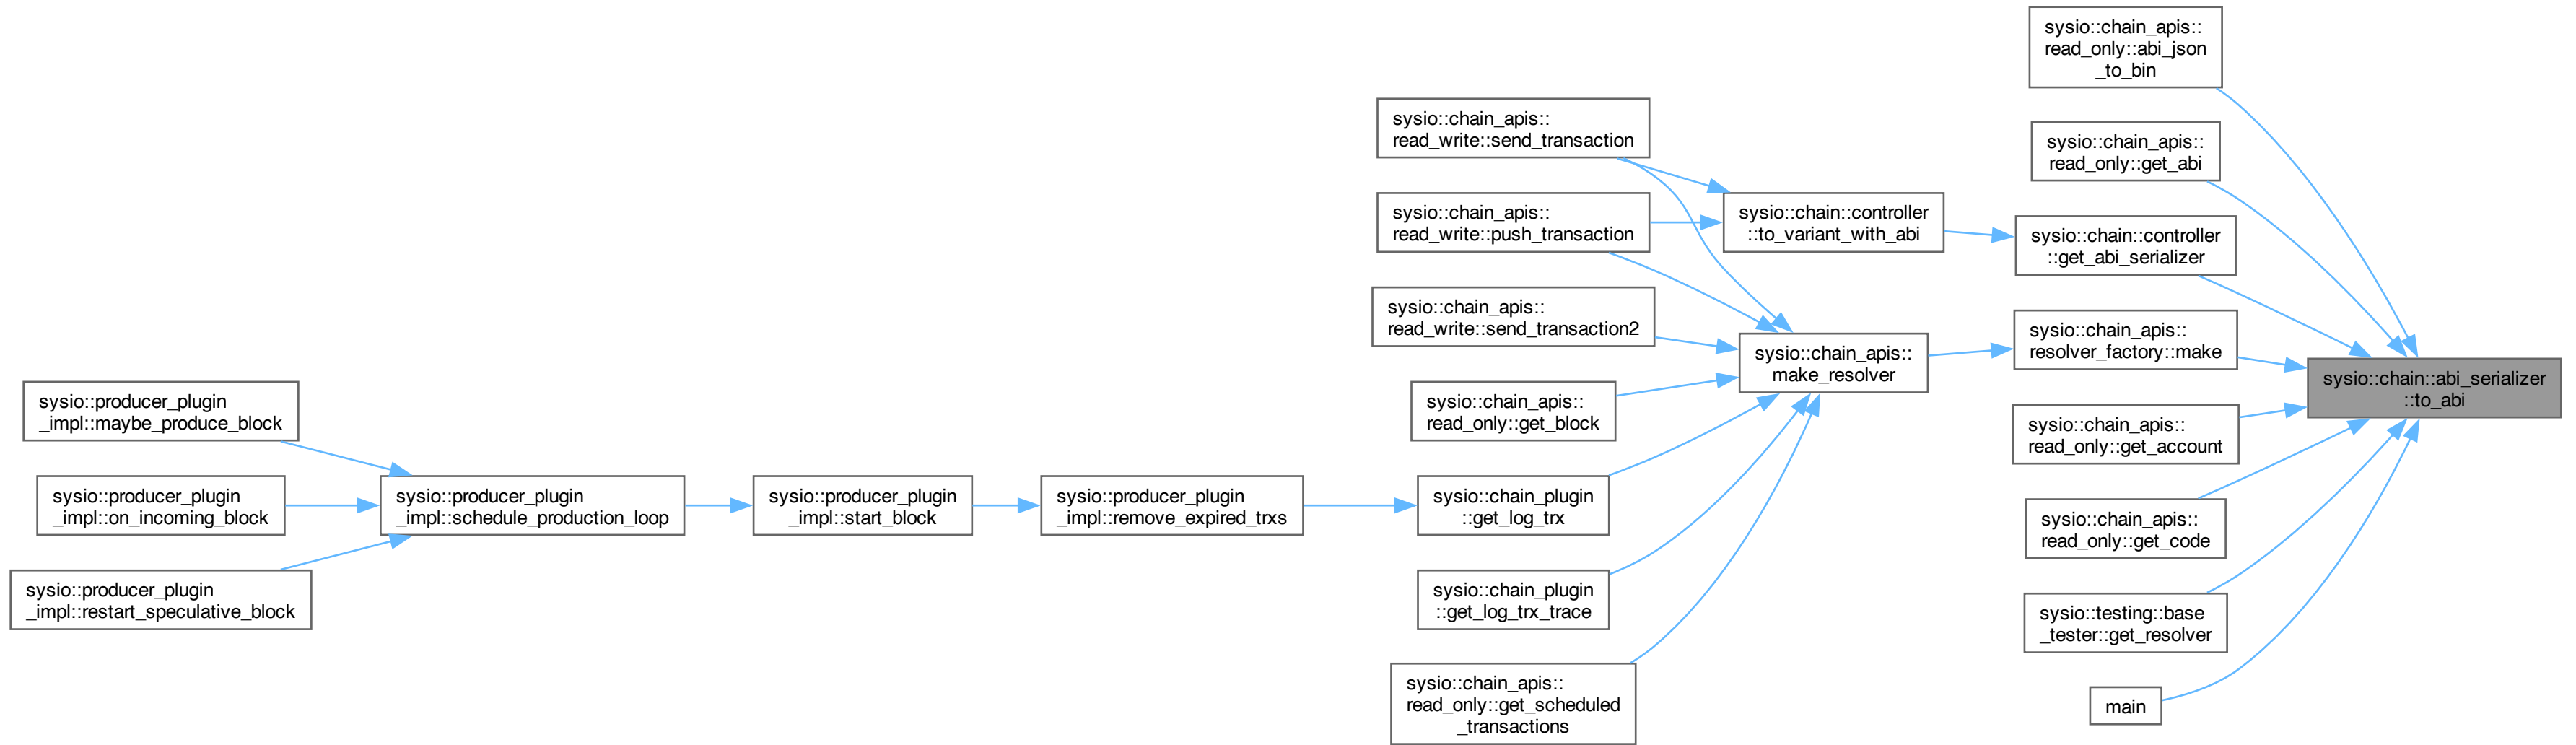 sysio::chain_apis::
read_only::abi_json
_to_bin
sysio::chain_apis::
read_write::send_transaction
sysio::chain_apis::
read_only::get_abi
sysio::chain_apis::
read_write::push_transaction
sysio::chain::controller
::to_variant_with_abi
sysio::chain::controller
::get_abi_serializer
sysio::chain_apis::
read_write::send_transaction2
sysio::chain_apis::
make_resolver
sysio::chain_apis::
resolver_factory::make
sysio::chain::abi_serializer
::to_abi
sysio::producer_plugin
_impl::maybe_produce_block
sysio::chain_apis::
read_only::get_block
sysio::chain_apis::
read_only::get_account
sysio::producer_plugin
_impl::on_incoming_block
sysio::producer_plugin
_impl::schedule_production_loop
sysio::producer_plugin
_impl::start_block
sysio::producer_plugin
_impl::remove_expired_trxs
sysio::chain_plugin
::get_log_trx
sysio::chain_apis::
read_only::get_code
sysio::producer_plugin
_impl::restart_speculative_block
sysio::chain_plugin
::get_log_trx_trace
sysio::testing::base
_tester::get_resolver
sysio::chain_apis::
read_only::get_scheduled
_transactions
main